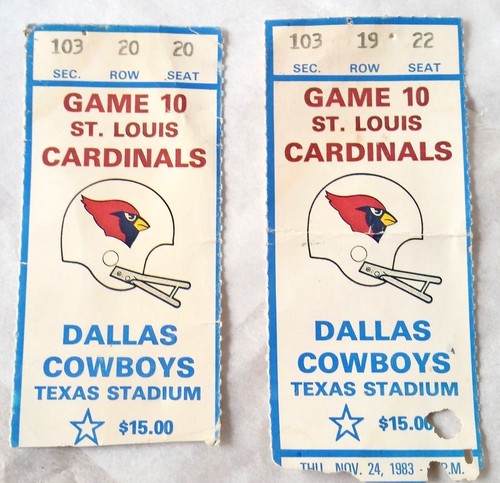 103 20 20
SEC. ROW SEAT
GAME 10
ST. LOUIS
CARDINALS
DALLAS
COWBOYS
TEXAS STADIUM
$15.00
103 19 22
SEC. ROW SEAT
GAME 10
ST. LOUIS
CARDINALS
DALLAS
COWBOYS
TEXAS STADIUM
$15.00
THU. NOV. 24, 1983 - P.M.